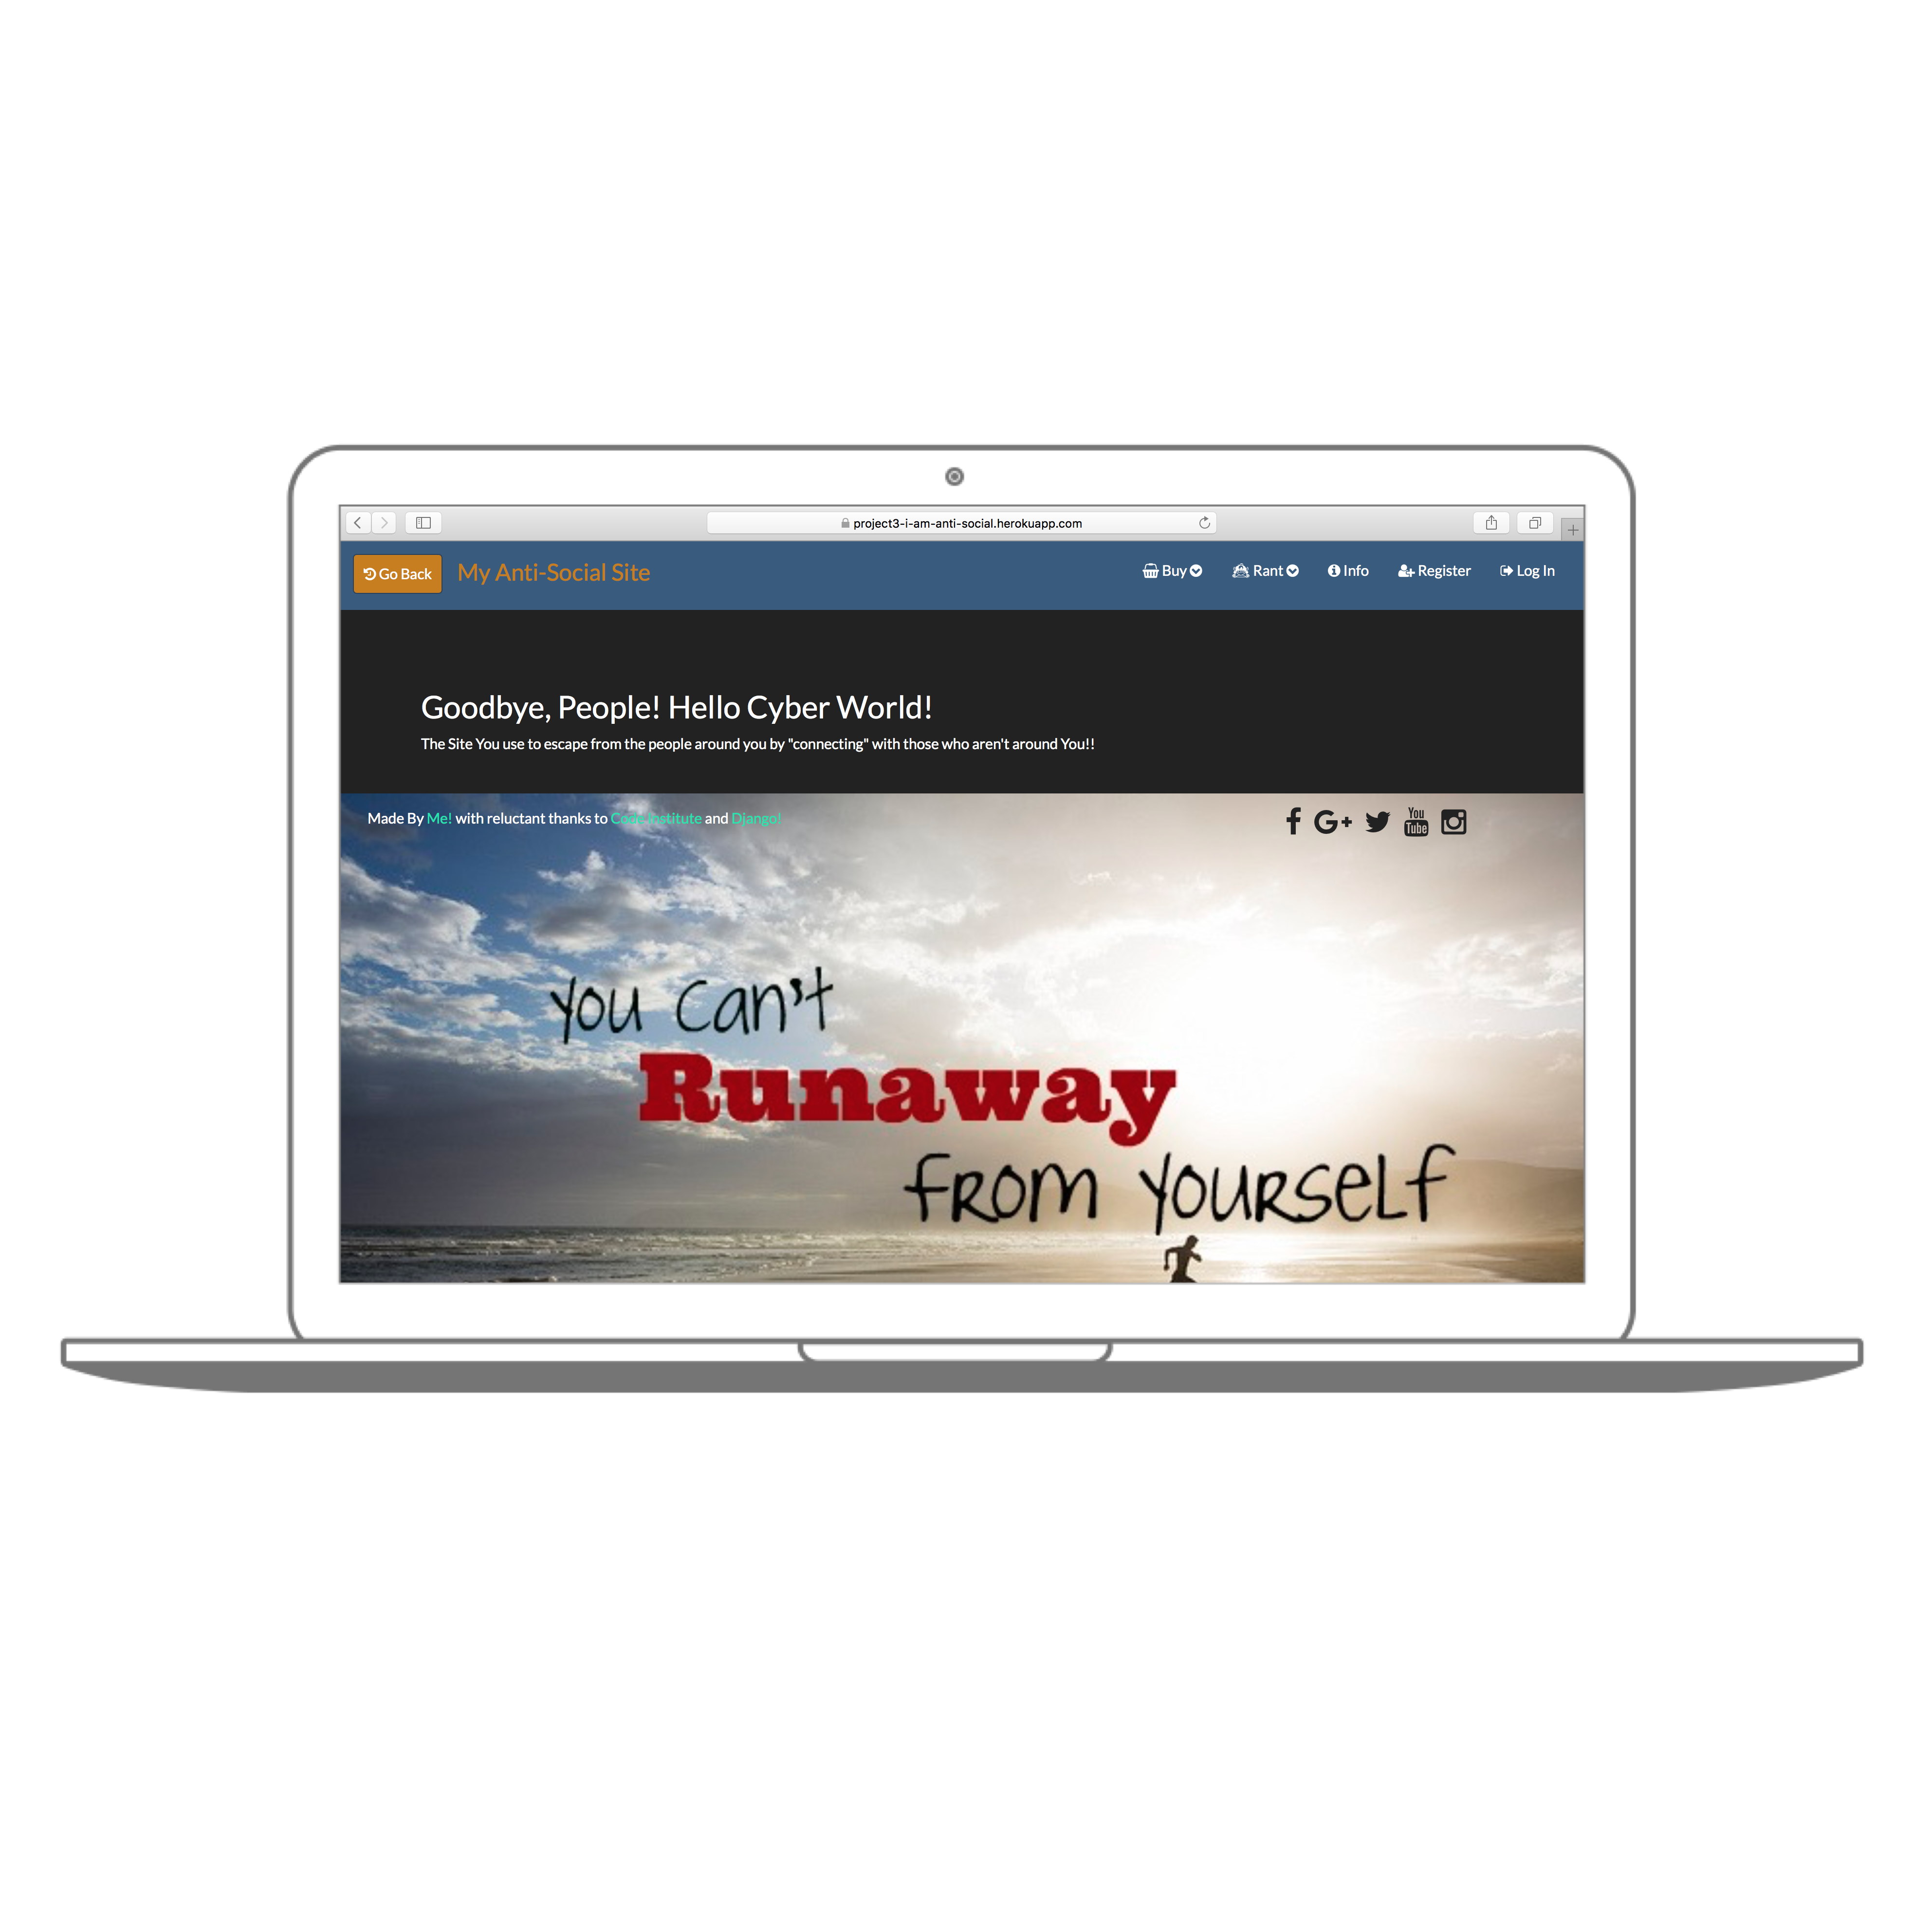 project3-i-am-anti-social.herokuapp.com
Go Back My Anti-Social Site Buy Rant Info Register Log In
Goodbye, People! Hello Cyber World!
The Site You use to escape from the people around you by "connecting" with those who aren't around You!!
Made By Me! with reluctant thanks to Code Institute and Django!
You Tube
you can't
Runaway
from yourself